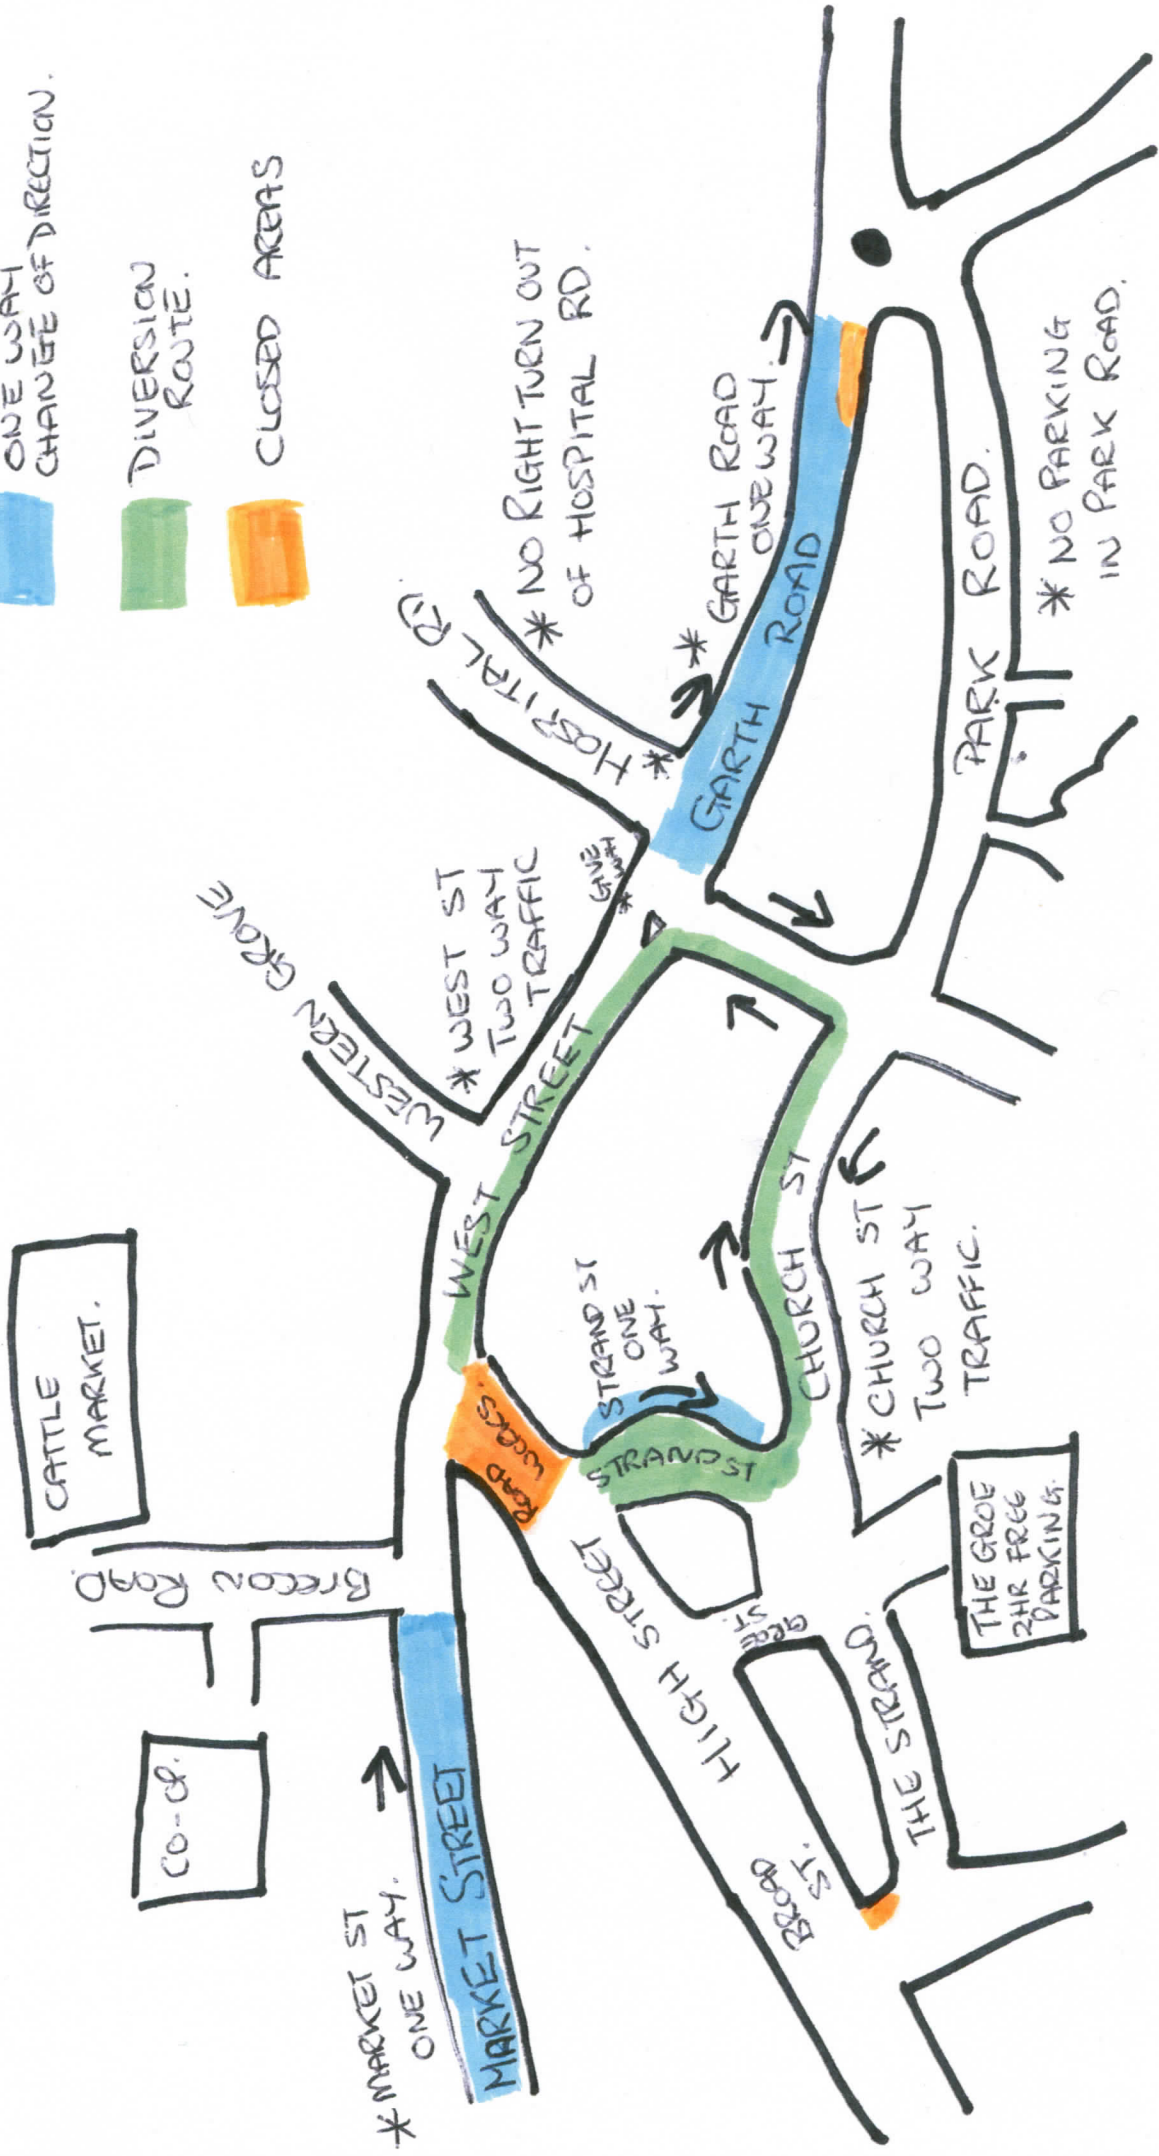 ONE WAY
CHANGE OF DIRECTION.
DIVERSION
ROUTE.
CLOSED AREAS
CATTLE
MARKET.
CO-OP.
BRECON ROAD
WESTERN GROVE
HOSPITAL RD
* NO RIGHT TURN OUT
OF HOSPITAL RD.
* WEST ST
TWO WAY
TRAFFIC
GIVE
WAY
*
*
* GARTH ROAD
ONE WAY.
* MARKET ST
ONE WAY.
MARKET STREET
ROAD
WORKS.
WEST STREET
GARTH ROAD
STRAND ST
ONE
WAY.
STRAND ST
HIGH STREET
CHURCH ST
PARK ROAD.
BROAD
ST.
THE STRAND.
* CHURCH ST
TWO WAY
TRAFFIC.
THE GROE
2HR FREE
PARKING.
* NO PARKING
IN PARK ROAD.